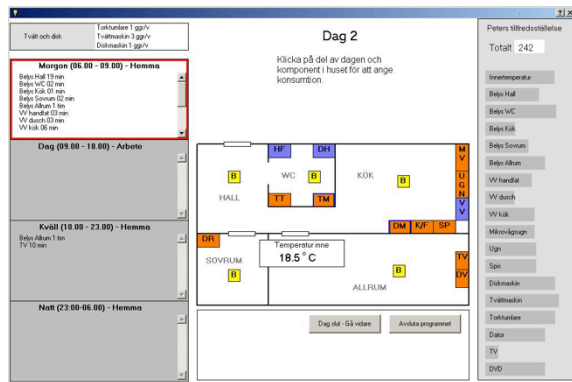 Tvätt och disk
Torktumlare 1 ggr/v
Tvättmaskin 3 ggr/v
Diskmaskin 1 ggr/v
Morgon (06.00 - 09.00) - Hemma
Belys Hall 19 min
Belys WC 02 min
Belys Kök 01 min
Belys Sovrum 02 min
Belys Allrum 1 tim
VV handfat 03 min
VV dusch 03 min
VV kök 06 min
Dag (09.00 - 18.00) - Arbete
Kväll (18.00 - 23.00) - Hemma
Belys Allrum 1 tim
TV 10 min
Natt (23:00-06.00) - Hemma
Dag 2
Klicka på del av dagen och
komponent i huset för att ange
konsumtion.
HF
DH
B
WC
B
KÖK
B
HALL
TT
TM
MV
UGN
VV
DM
K/F
SP
DR
Temperatur inne
18.5° C
SOVRUM
B
B
ALLRUM
TV
DV
Dag slut - Gå vidare
Avsluta programmet
Peters tillfredsställelse
Totalt 242
Innertemperatur
Belys Hall
Belys WC
Belys Kök
Belys Sovrum
Belys Allrum
VV handfat
VV dusch
VV kök
Mikrovågsugn
Ugn
Spis
Diskmaskin
Tvättmaskin
Torktumlare
Dator
TV
DVD